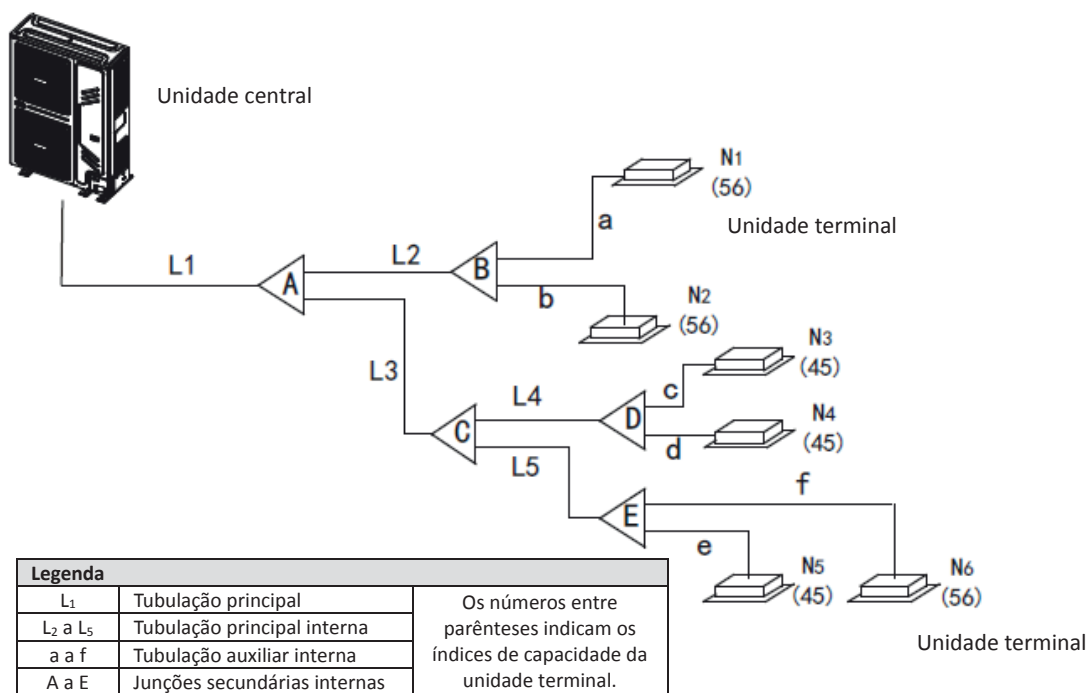 Unidade central
N1
(56)
a
Unidade terminal
L1
L2
A
B
b
N2
(56)
L3
N3
(45)
c
L4
C
D
N4
(45)
d
L5
f
E
e
N5
(45)
N6
(56)
Unidade terminal
Legenda
L₁ Tubulação principal
L₂ a L₅ Tubulação principal interna
a a f Tubulação auxiliar interna
A a E Junções secundárias internas
Os números entre
parênteses indicam os
índices de capacidade da
unidade terminal.